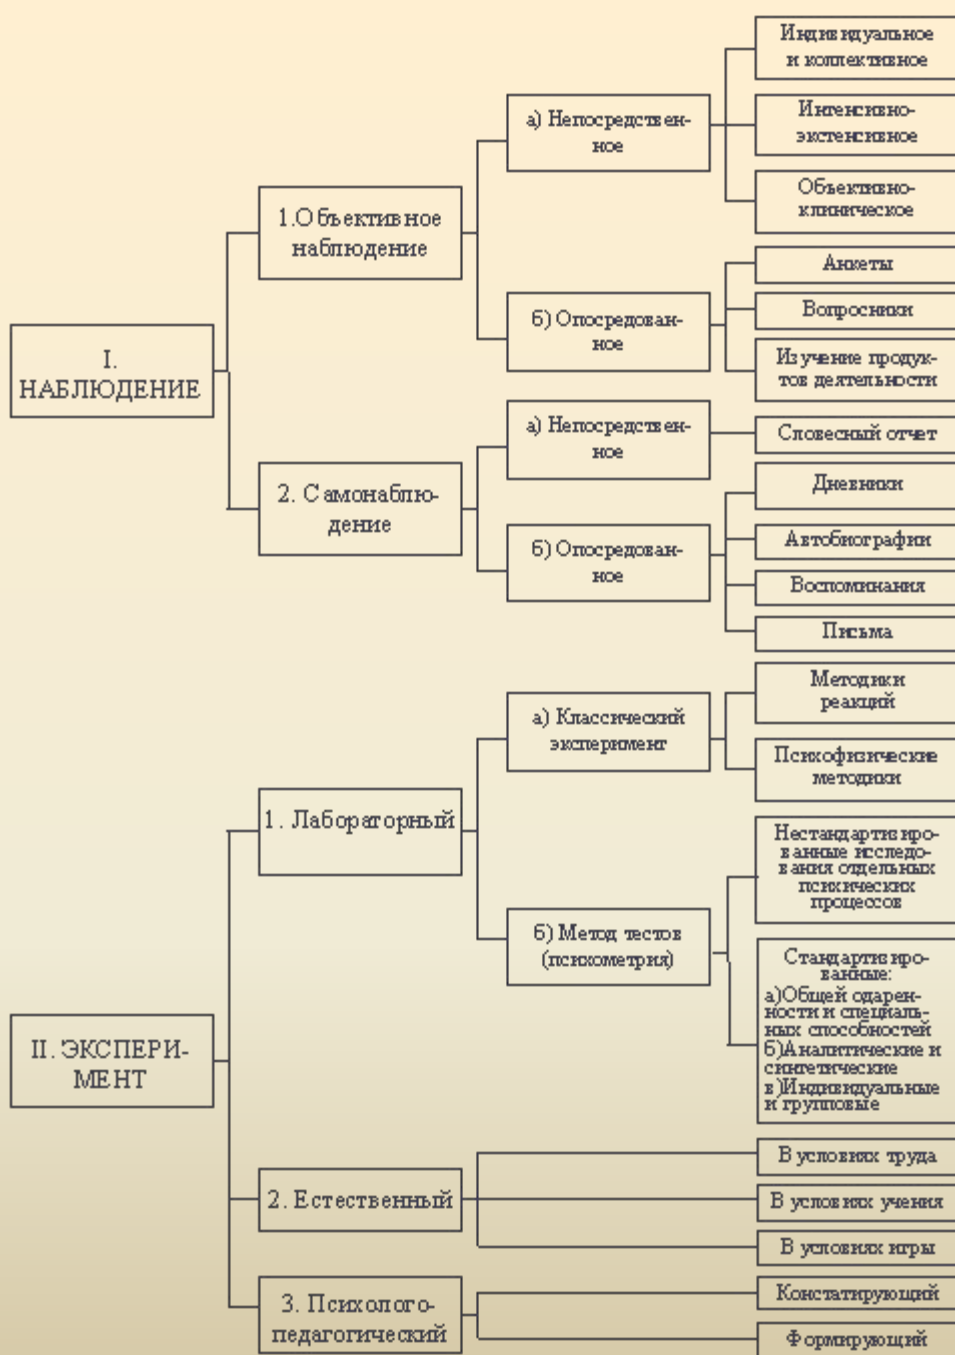 I.
НАБЛЮДЕНИЕ
1.Объективное
наблюдение
а) Непосредствен-
ное
Индивидуальное
и коллективное
Интенсивно-
экстенсивное
Объективно-
клиническое
б) Опосредован-
ное
Анкеты
Вопросники
Изучение продук-
тов деятельности
2. Самонаблю-
дение
а) Непосредствен-
ное
Словесный отчет
б) Опосредован-
ное
Дневники
Автобиографии
Воспоминания
Письма
II. ЭКСПЕРИ-
МЕНТ
1. Лабораторный
а) Классический
эксперимент
Методики
реакций
Психофизические
методики
б) Метод тестов
(психометрия)
Нестандартизиро-
ванные исследо-
вания отдельных
психических
процессов
Стандартизиро-
ванные:
а)Общей одарен-
ности и специаль-
ных способностей
б)Аналитические и
синтетические
в)Индивидуальные
и групповые
2. Естественный
В условиях труда
В условиях учения
В условиях игры
3. Психолого-
педагогический
Констатирующий
Формирующий